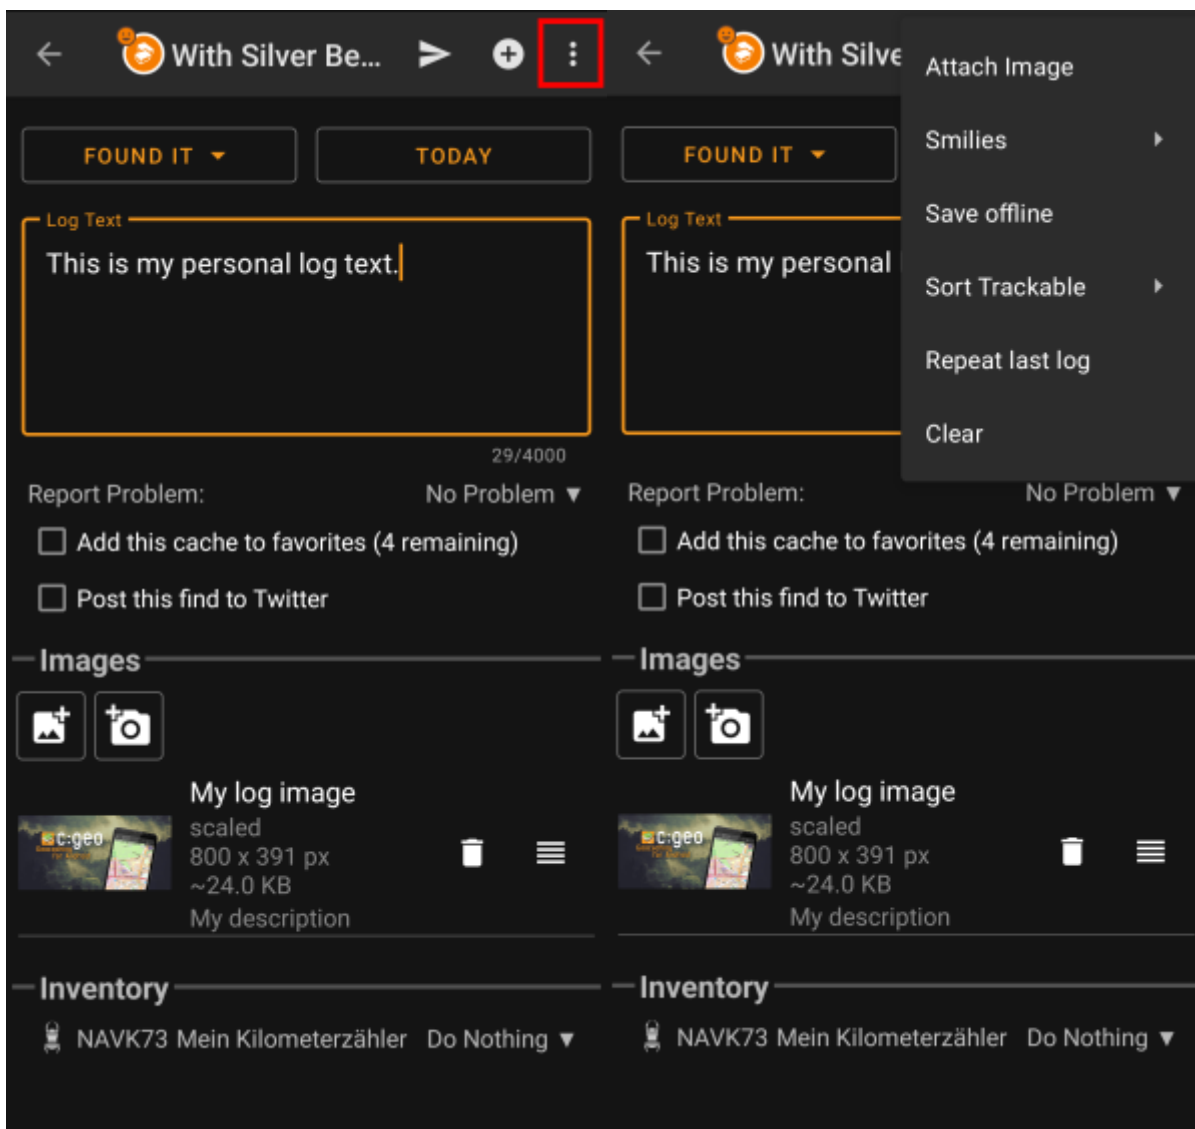 With Silver Be...
FOUND IT
TODAY
Log Text
This is my personal log text.
29/4000
Report Problem:
No Problem
Add this cache to favorites (4 remaining)
Post this find to Twitter
Images
c:geo
My log image
scaled
800 x 391 px
~24.0 KB
My description
Inventory
NAVK73 Mein Kilometerzähler
Do Nothing
With Silve
Attach Image
Smilies
Save offline
Sort Trackable
Repeat last log
Clear
FOUND IT
Log Text
This is my personal
Report Problem:
No Problem
Add this cache to favorites (4 remaining)
Post this find to Twitter
Images
c:geo
My log image
scaled
800 x 391 px
~24.0 KB
My description
Inventory
NAVK73 Mein Kilometerzähler
Do Nothing